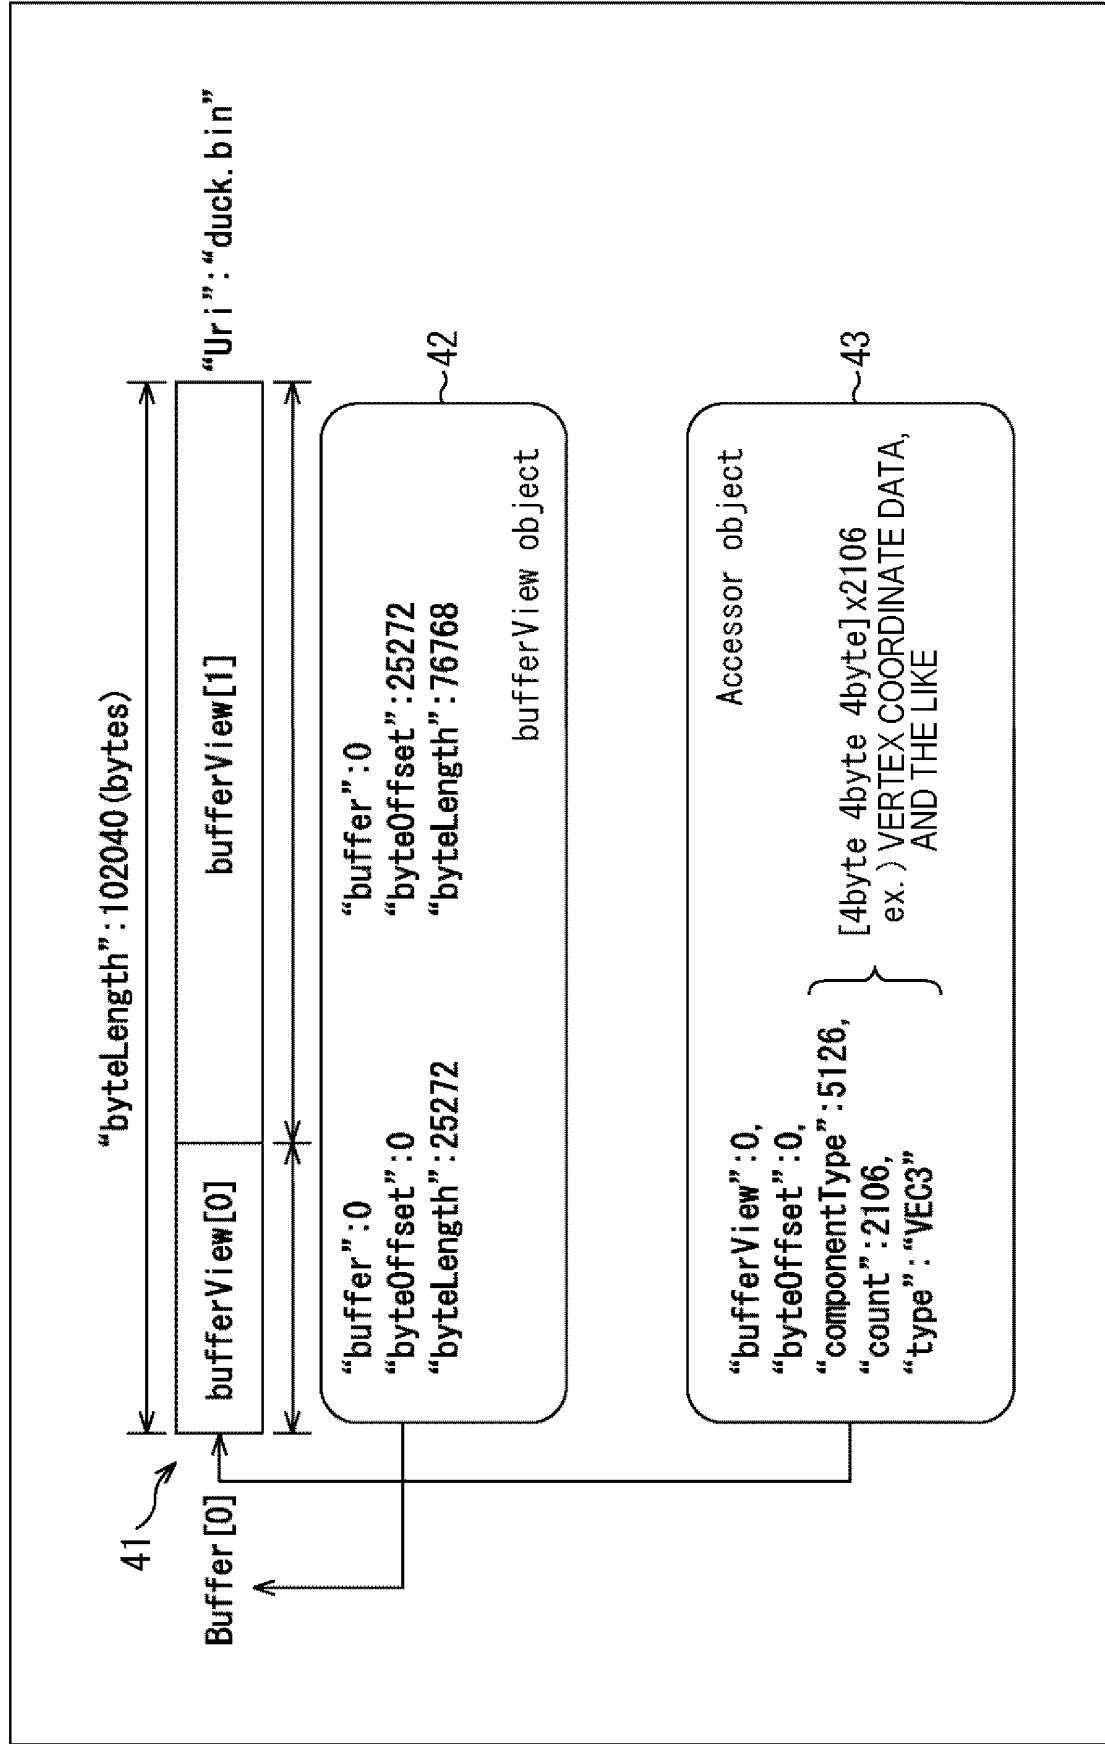 "byteLength":102040(bytes)
41
Buffer[0]
bufferView[0]
bufferView[1]
"Uri":"duck.bin"
"buffer":0
"byteOffset":0
"byteLength":25272
"buffer":0
"byteOffset":25272
"byteLength":76768
bufferView object
42
"bufferView":0,
"byteOffset":0,
"componentType":5126,
"count":2106,
"type":"VEC3"
Accessor object
[4byte 4byte 4byte]x2106
ex.) VERTEX COORDINATE DATA,
AND THE LIKE
43